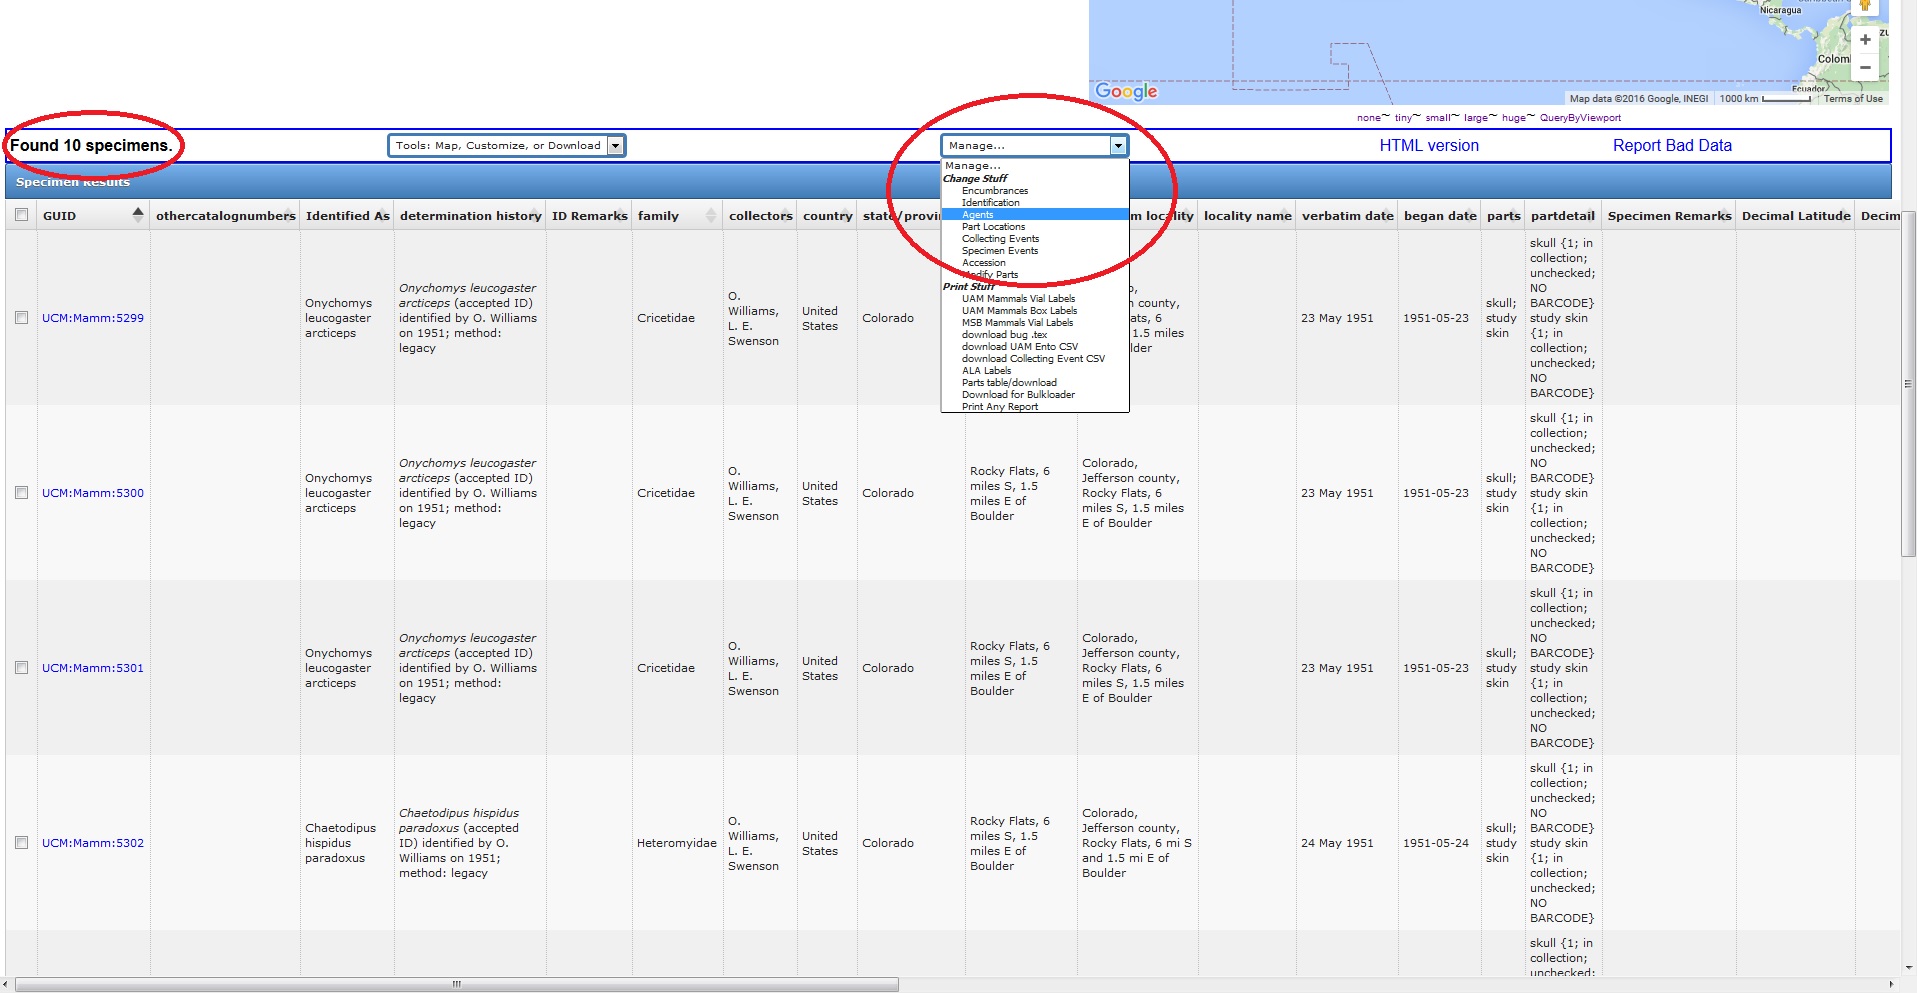 Nicaragua
Colom
Ecuador
Google
Map data ©2016 Google, INEGI 1000 km Terms of Use
none~ tiny~ small~ large~ huge~ QueryByViewport
Found 10 specimens. Tools: Map, Customize, or Download Manage... HTML version Report Bad Data
Specimen Results
Manage...
Change Stuff
Encumbrances
Identification
Agents
Part Locations
Collecting Events
Specimen Events
Accession
Modify Parts
Print Stuff
UAM Mammals Vial Labels
UAM Mammals Box Labels
MSB Mammals Vial Labels
download bug .tex
download UAM Ento CSV
download Collecting Event CSV
ALA Labels
Parts table/download
Download for Bulkloader
Print Any Report
GUID othercatalognumbers Identified As determination history ID Remarks family collectors country state/provin m locality locality name verbatim date began date parts partdetail Specimen Remarks Decimal Latitude Decim
UCM:Mamm:5299
Onychomys
leucogaster
arcticeps
Onychomys leucogaster
arcticeps (accepted ID)
identified by O. Williams
on 1951; method:
legacy
Cricetidae
O.
Williams,
L. E.
Swenson
United
States
Colorado
o,
n county,
ats, 6
1.5 miles
lder
23 May 1951
1951-05-23
skull;
study
skin
skull {1; in
collection;
unchecked;
NO
BARCODE}
study skin
{1; in
collection;
unchecked;
NO
BARCODE}
UCM:Mamm:5300
Onychomys
leucogaster
arcticeps
Onychomys leucogaster
arcticeps (accepted ID)
identified by O. Williams
on 1951; method:
legacy
Cricetidae
O.
Williams,
L. E.
Swenson
United
States
Colorado
Rocky Flats, 6
miles S, 1.5
miles E of
Boulder
Colorado,
Jefferson county,
Rocky Flats, 6
miles S, 1.5 miles
E of Boulder
23 May 1951
1951-05-23
skull;
study
skin
skull {1; in
collection;
unchecked;
NO
BARCODE}
study skin
{1; in
collection;
unchecked;
NO
BARCODE}
UCM:Mamm:5301
Onychomys
leucogaster
arcticeps
Onychomys leucogaster
arcticeps (accepted ID)
identified by O. Williams
on 1951; method:
legacy
Cricetidae
O.
Williams,
L. E.
Swenson
United
States
Colorado
Rocky Flats, 6
miles S, 1.5
miles E of
Boulder
Colorado,
Jefferson county,
Rocky Flats, 6
miles S, 1.5 miles
E of Boulder
23 May 1951
1951-05-23
skull;
study
skin
skull {1; in
collection;
unchecked;
NO
BARCODE}
study skin
{1; in
collection;
unchecked;
NO
BARCODE}
UCM:Mamm:5302
Chaetodipus
hispidus
paradoxus
Chaetodipus hispidus
paradoxus (accepted
ID) identified by O.
Williams on 1951;
method: legacy
Heteromyidae
O.
Williams,
L. E.
Swenson
United
States
Colorado
Rocky Flats, 6
miles S, 1.5
miles E of
Boulder
Colorado,
Jefferson county,
Rocky Flats, 6 mi S
and 1.5 mi E of
Boulder
24 May 1951
1951-05-24
skull;
study
skin
skull {1; in
collection;
unchecked;
NO
BARCODE}
study skin
{1; in
collection;
unchecked;
NO
BARCODE}
skull {1; in
collection;
unchecked;